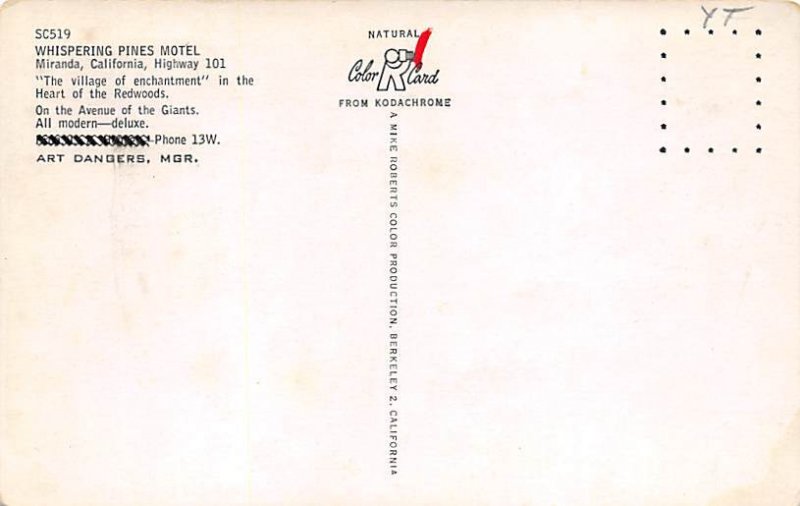 SC519
WHISPERING PINES MOTEL
Miranda, California, Highway 101
"The village of enchantment" in the
Heart of the Redwoods.
On the Avenue of the Giants.
All modern—deluxe.
Phone 13W.
ART DANGERS, MGR.
NATURAL
Color Card
FROM KODACHROME
A MIKE ROBERTS COLOR PRODUCTION, BERKELEY 2, CALIFORNIA
YF